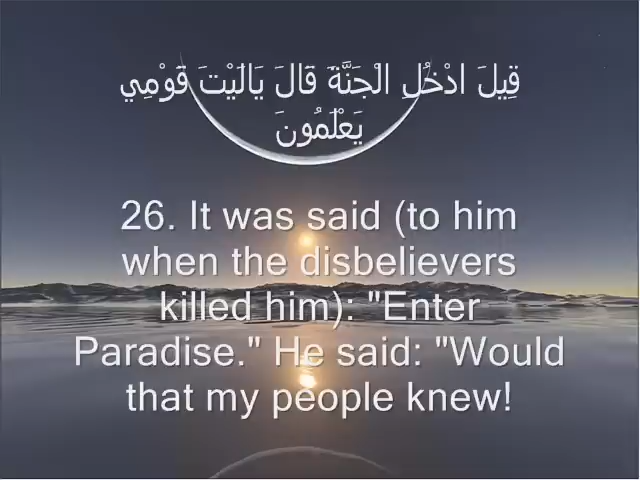 قِيلَ ادْخُلِ الْجَنَّةَ قَالَ يَالَيْتَ قَوْمِي
يَعْلَمُونَ
26. It was said (to him
when the disbelievers
killed him): "Enter
Paradise." He said: "Would
that my people knew!